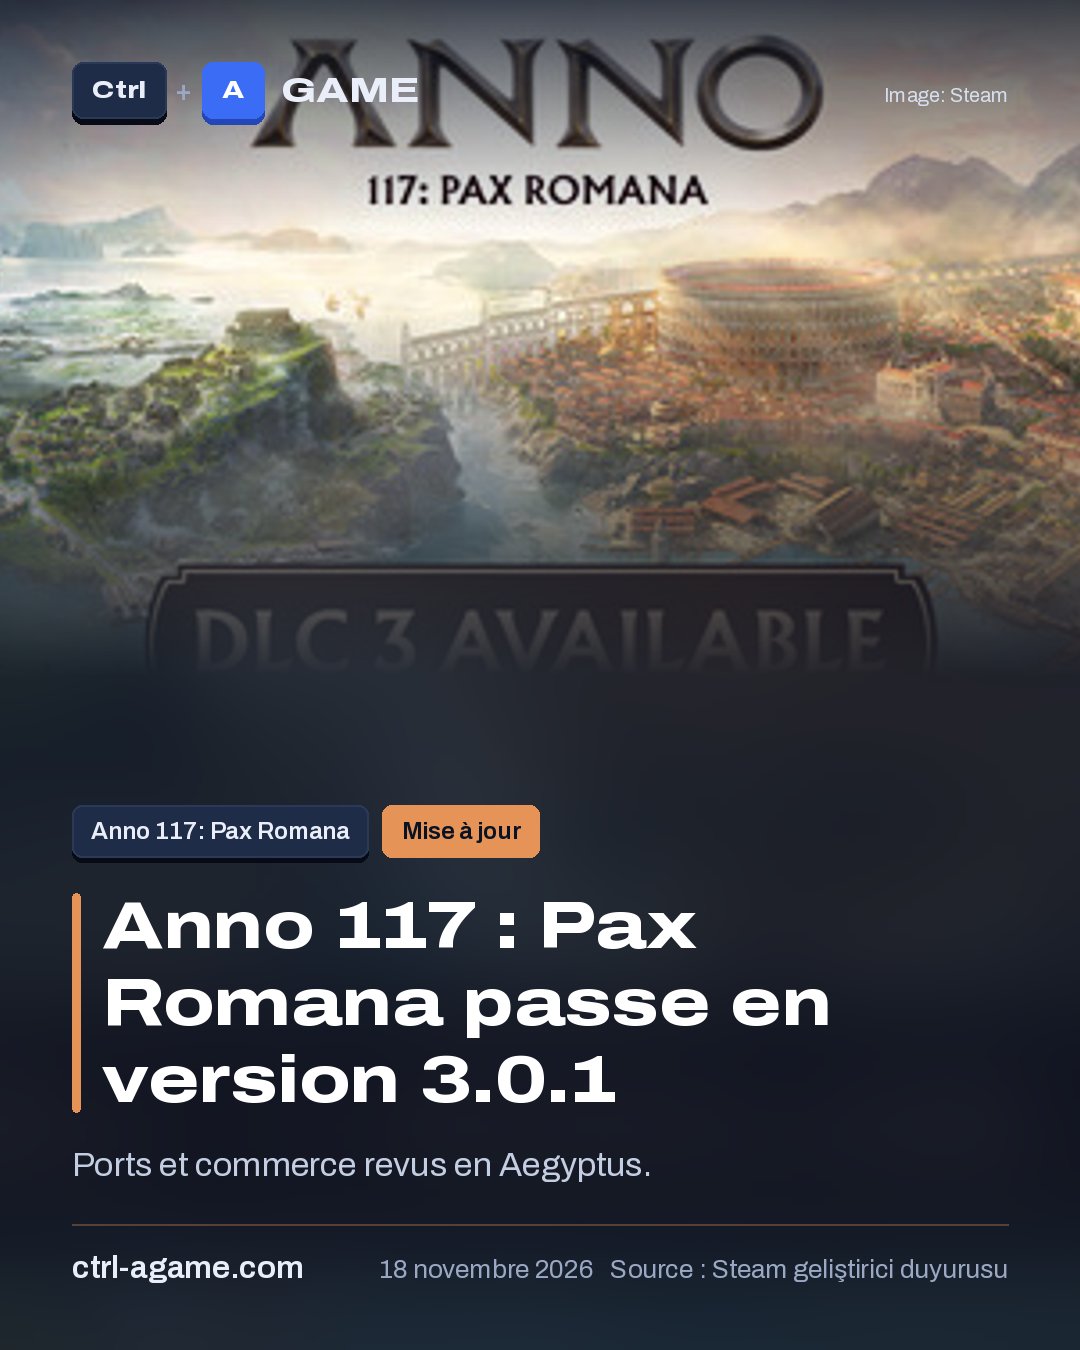 Ctrl + A GAME
ANNO
Image: Steam
117: PAX ROMANA
DLC 3 AVAILABLE
Anno 117: Pax Romana
Mise à jour
Anno 117 : Pax
Romana passe en
version 3.0.1
Ports et commerce revus en Aegyptus.
ctrl-agame.com
18 novembre 2026 Source : Steam geliştirici duyurusu